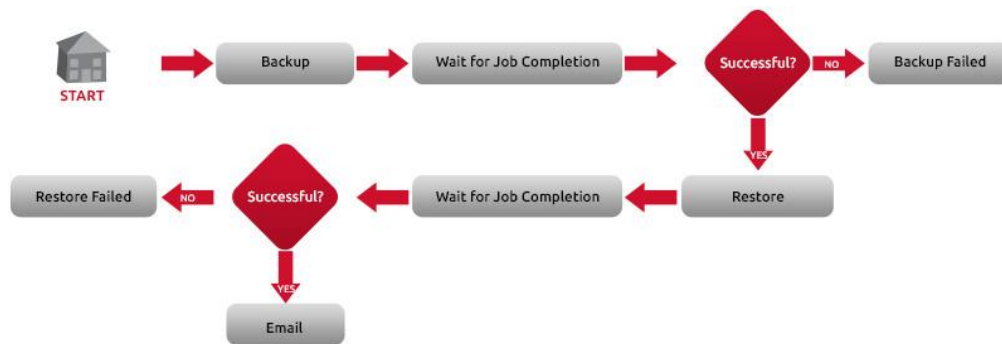 START
Backup
Wait for Job Completion
Successful?
NO
Backup Failed
YES
Restore
Wait for Job Completion
Successful?
NO
Restore Failed
YES
Email